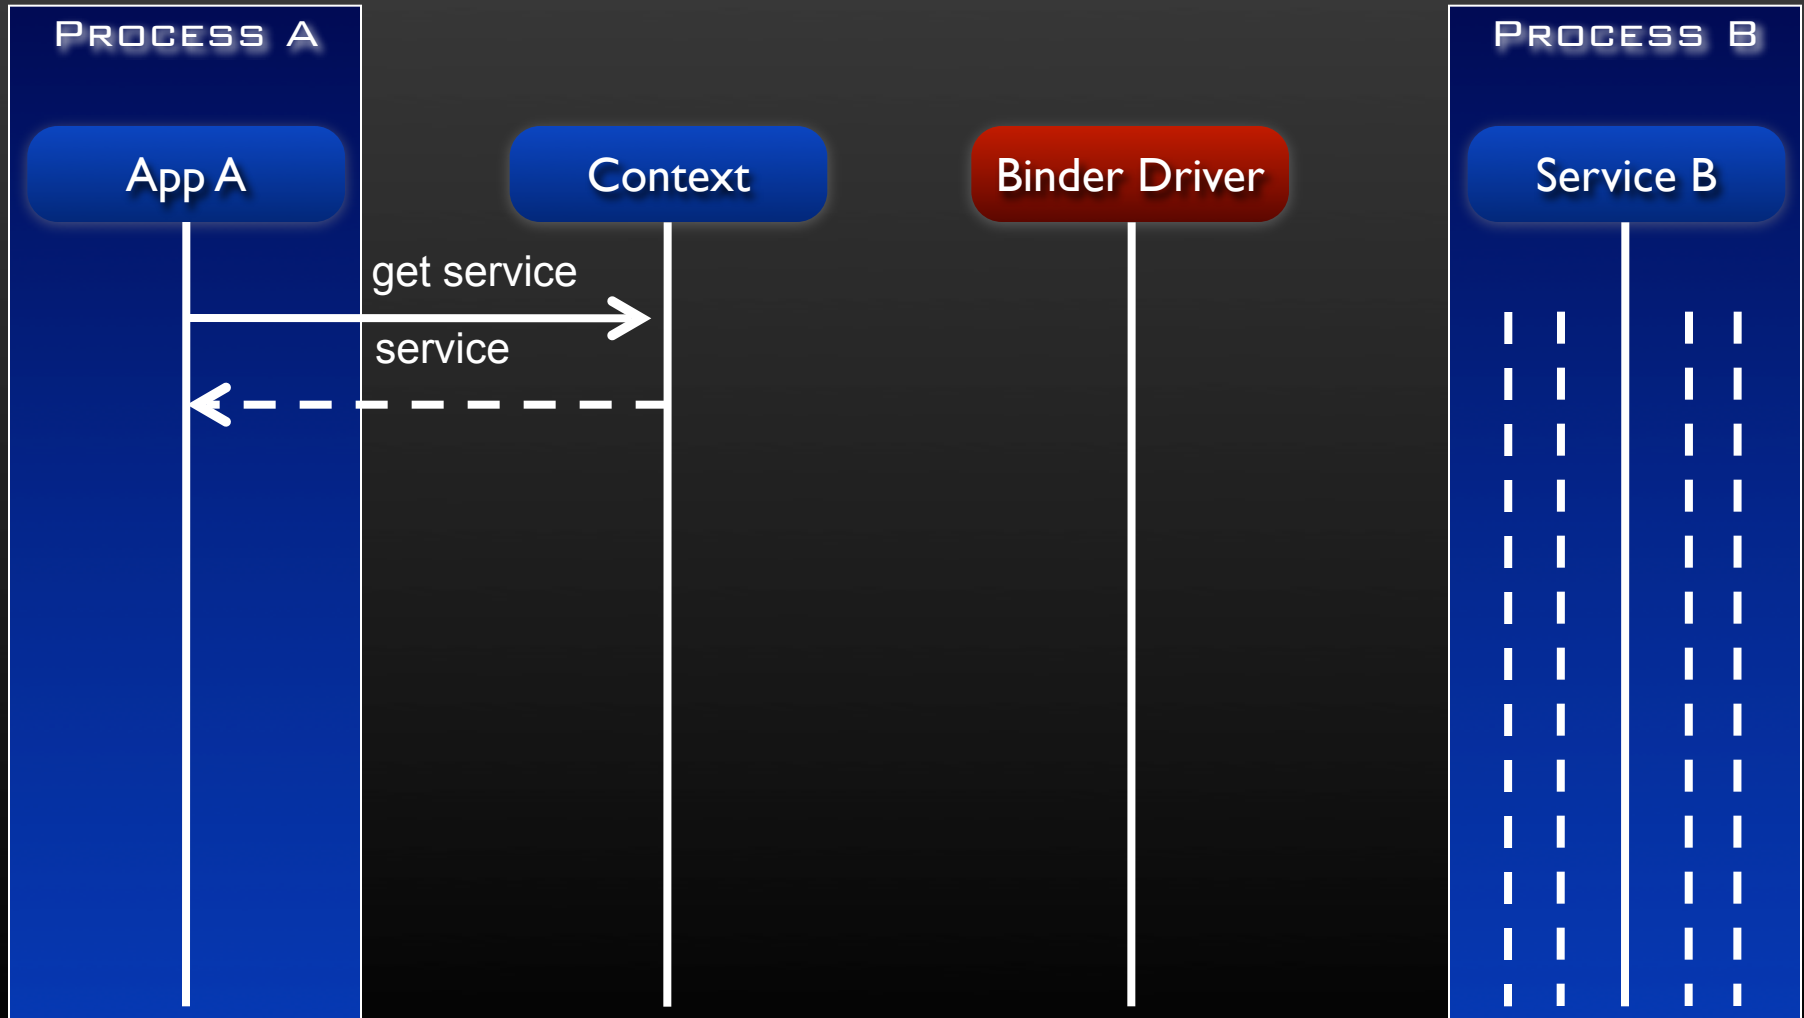 PROCESS A
PROCESS B
App A
Context
Binder Driver
Service B
get service
service